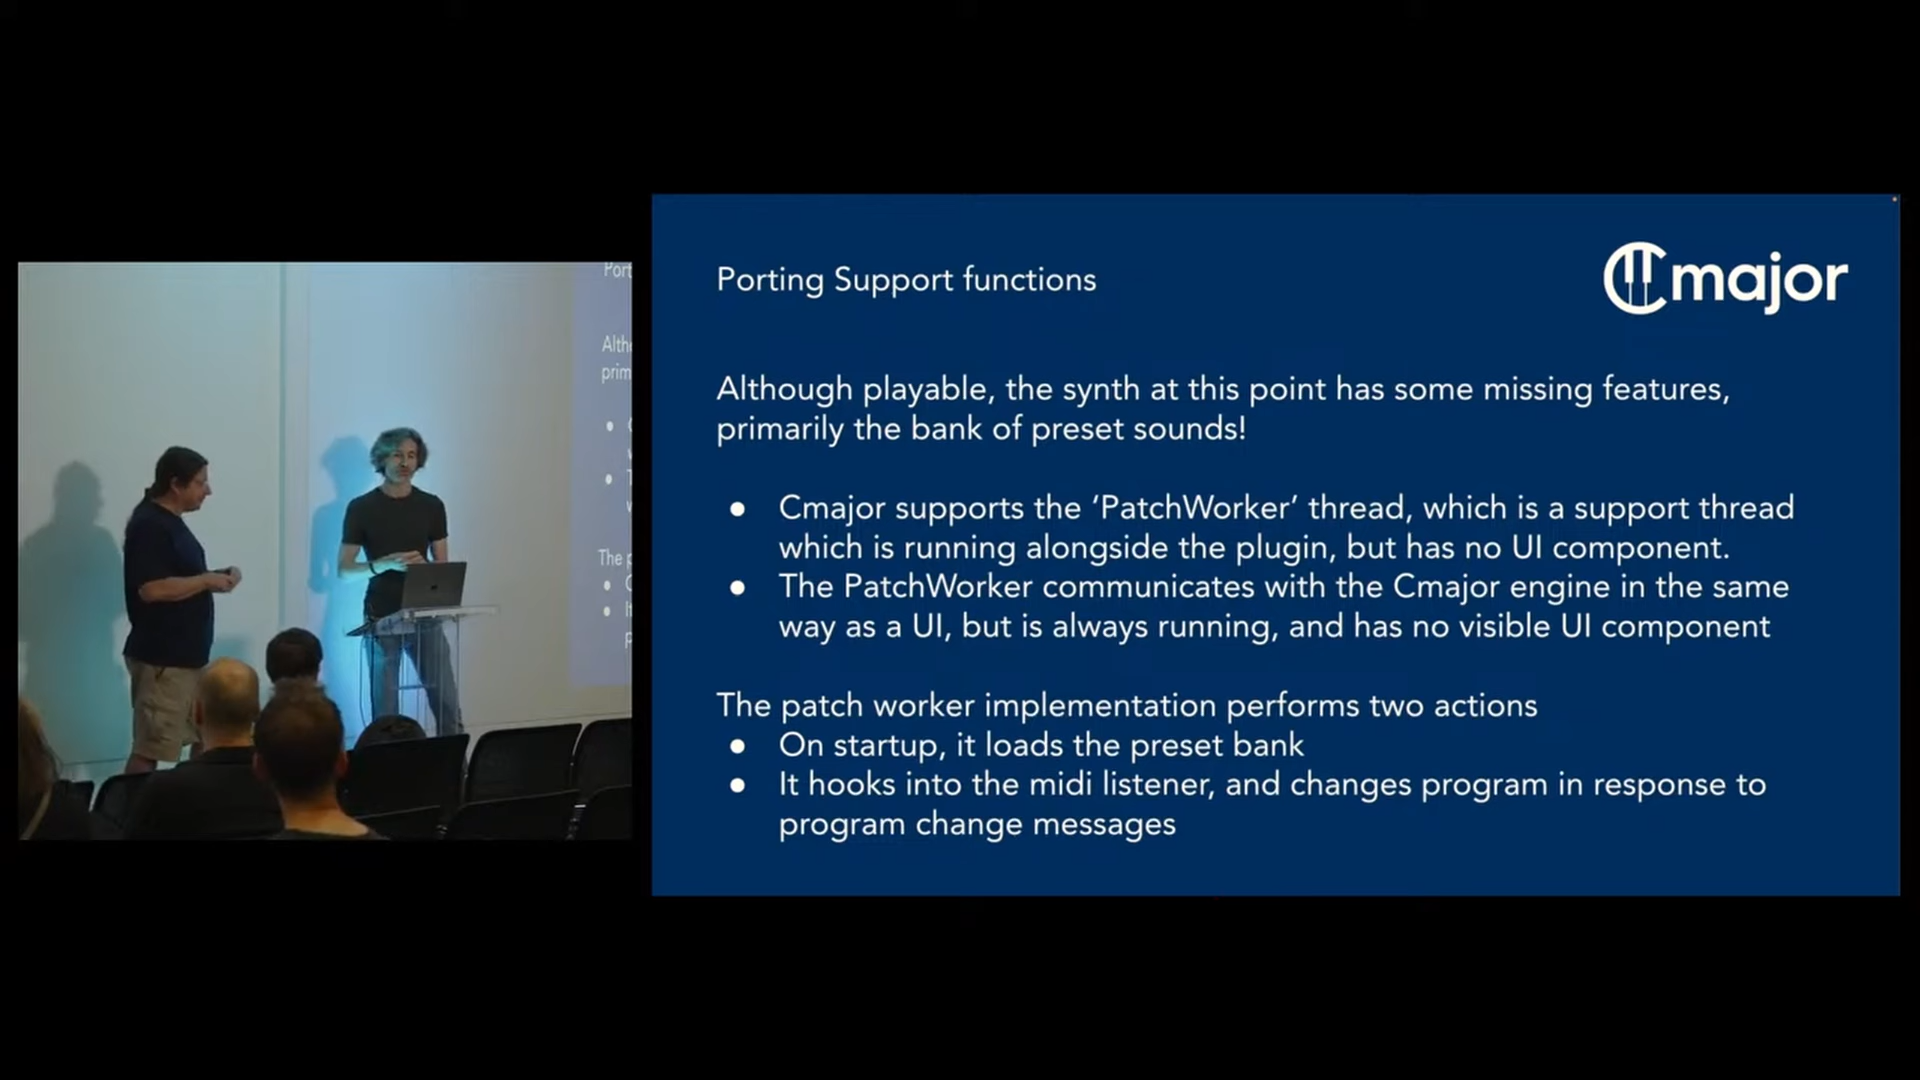 Porting Support functions
Cmajor
Although playable, the synth at this point has some missing features,
primarily the bank of preset sounds!
● Cmajor supports the ‘PatchWorker’ thread, which is a support thread
which is running alongside the plugin, but has no UI component.
● The PatchWorker communicates with the Cmajor engine in the same
way as a UI, but is always running, and has no visible UI component
The patch worker implementation performs two actions
● On startup, it loads the preset bank
● It hooks into the midi listener, and changes program in response to
program change messages